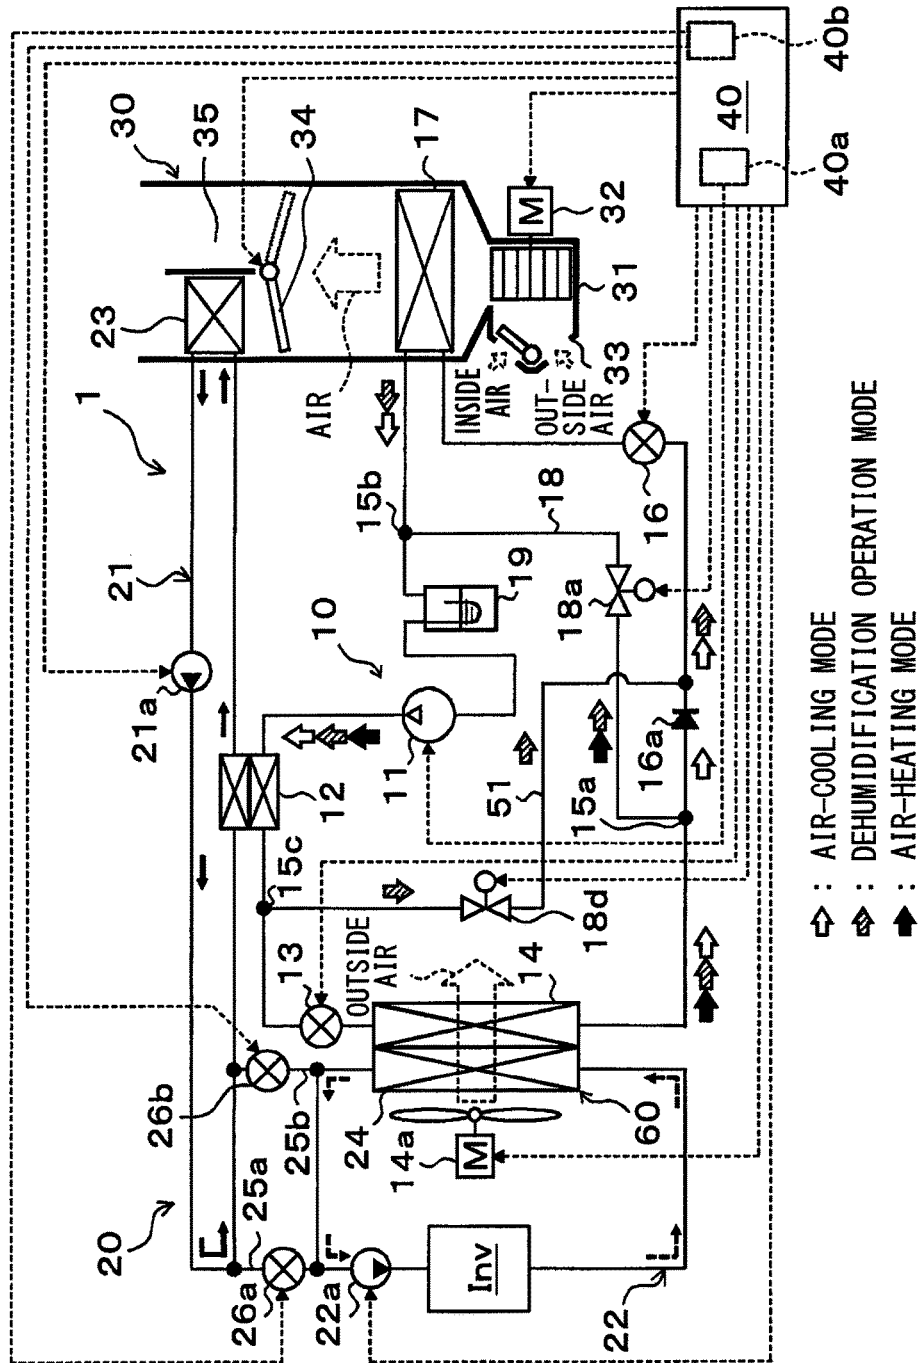 1
30
35
34
17
23
21
21a
AIR
15b
INSIDE
AIR
OUT-
SIDE
AIR
33
31
32
M
40
40a
40b
16
18
18a
19
10
11
12
15c
13
OUTSIDE
AIR
51
15a
16a
18d
14
14a
M
24
60
20
25a
25b
26a
26b
22a
Inv
22
: AIR-COOLING MODE
: DEHUMIDIFICATION OPERATION MODE
: AIR-HEATING MODE